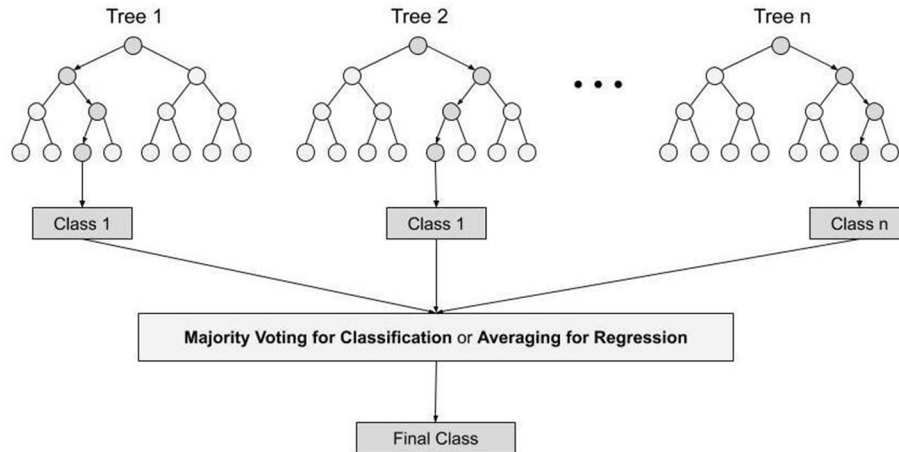 Tree 1
Tree 2
Tree n
Class 1
Class 1
Class n
Majority Voting for Classification or Averaging for Regression
Final Class